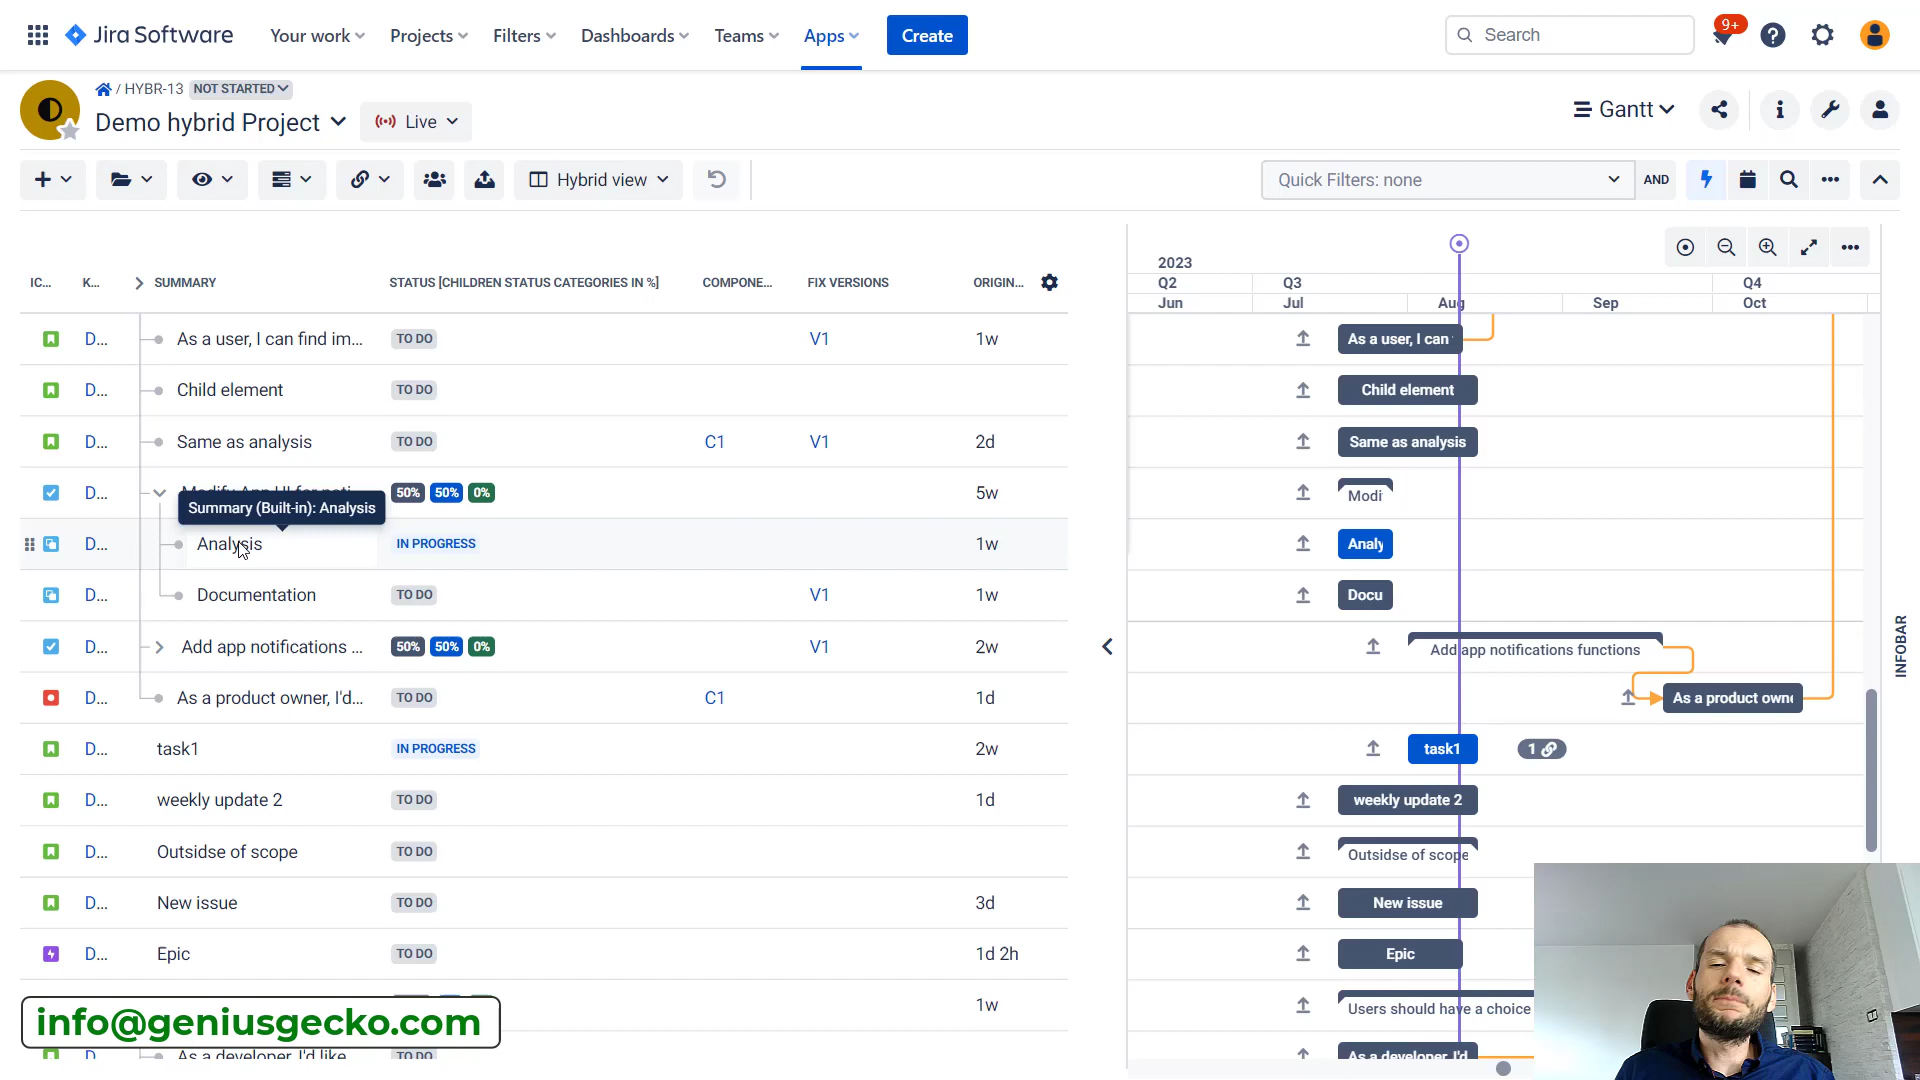 Jira Software Your work Projects Filters Dashboards Teams Apps Create Search 9+
/ HYBR-13 NOT STARTED
Demo hybrid Project Live Gantt
Hybrid view Quick Filters: none AND
2023
Q2 Q3 Q4
IC... K... SUMMARY STATUS [CHILDREN STATUS CATEGORIES IN %] COMPONE... FIX VERSIONS ORIGIN...
Jun Jul Aug Sep Oct
D... As a user, I can find im... TO DO V1 1w As a user, I can
D... Child element TO DO Child element
D... Same as analysis TO DO C1 V1 2d Same as analysis
D... 50% 50% 0% 5w Modi
Summary (Built-in): Analysis
D... Analysis IN PROGRESS 1w Analy
D... Documentation TO DO V1 1w Docu
D... Add app notifications ... 50% 50% 0% V1 2w Add app notifications functions
D... As a product owner, I'd... TO DO C1 1d As a product owne
D... task1 IN PROGRESS 2w task1 1
D... weekly update 2 TO DO 1d weekly update 2
D... Outsidse of scope TO DO Outsidse of scope
D... New issue TO DO 3d New issue
D... Epic TO DO 1d 2h Epic
1w Users should have a choice
info@geniusgecko.com
D As a developer, I'd like TO DO As a developer, I'd
INFOBAR